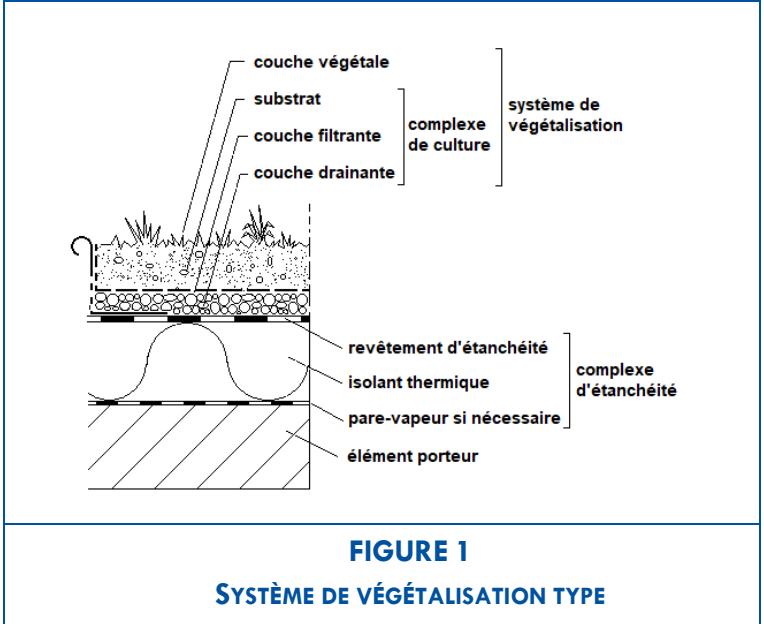 couche végétale
substrat
couche filtrante
couche drainante
complexe
de culture
système de
végétalisation
revêtement d'étanchéité
isolant thermique
pare-vapeur si nécessaire
élément porteur
complexe
d'étanchéité
FIGURE 1
SYSTÈME DE VÉGÉTALISATION TYPE